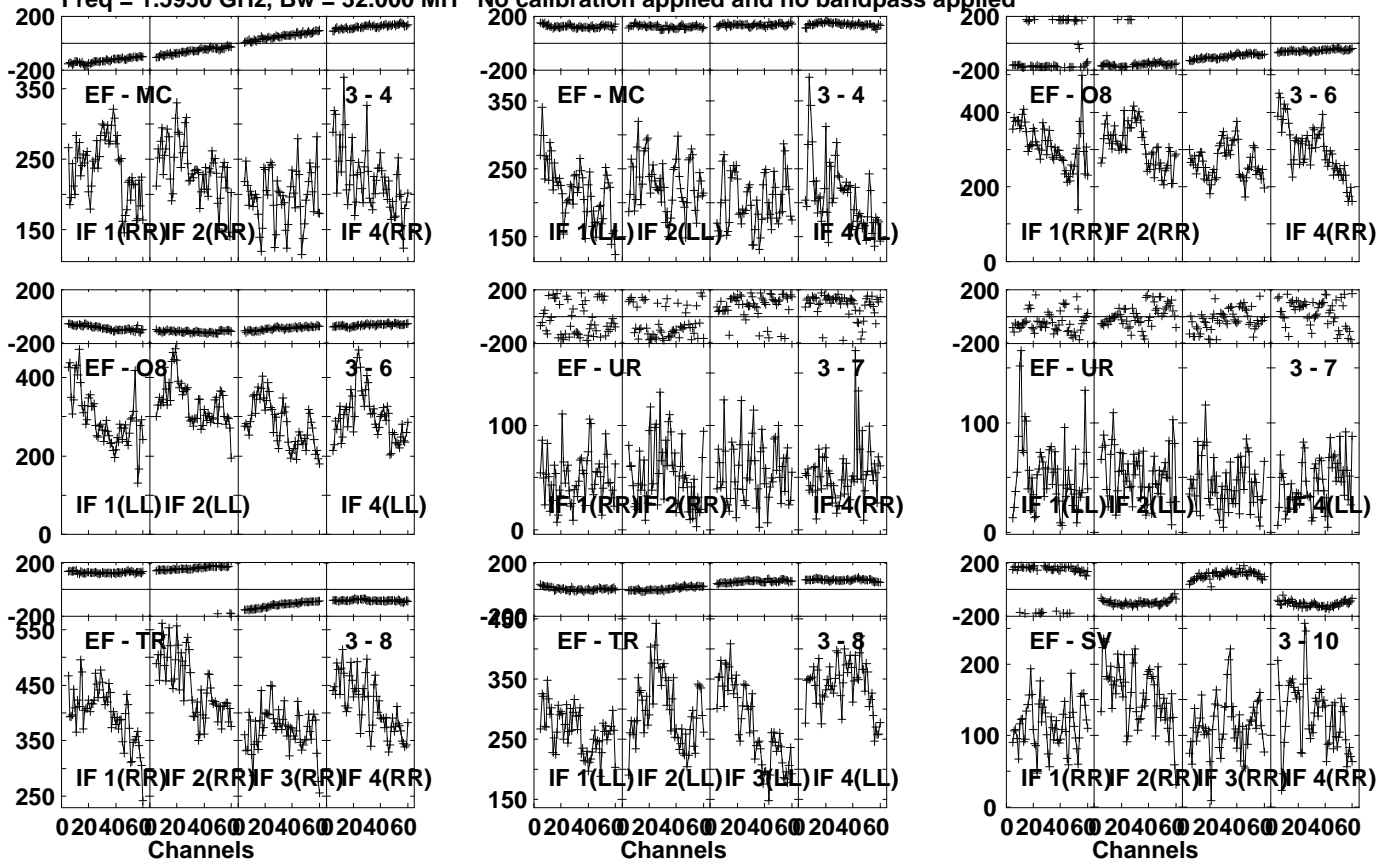 Freq = 1.5950 GHz, Bw = 32.000 MH No calibration applied and no bandpass applied
200
-200
350
250
150
EF - MC 3 - 4
IF 1(RR) IF 2(RR) IF 4(RR)
350
250
150
EF - MC 3 - 4
IF 1(LL) IF 2(LL) IF 4(LL)
200
-200
400
200
0
EF - O8 3 - 6
IF 1(RR) IF 2(RR) IF 4(RR)
200
-200
400
200
0
EF - O8 3 - 6
IF 1(LL) IF 2(LL) IF 4(LL)
200
-200
100
0
EF - UR 3 - 7
IF 1(RR) IF 2(RR) IF 4(RR)
200
-200
100
0
EF - UR 3 - 7
IF 1(LL) IF 2(LL) IF 4(LL)
200
-200
550
450
350
250
EF - TR 3 - 8
IF 1(RR) IF 2(RR) IF 3(RR) IF 4(RR)
0 20 40 60 0 20 40 60 0 20 40 60 0 20 40 60
Channels
200
-200
450
350
250
150
EF - TR 3 - 8
IF 1(LL) IF 2(LL) IF 3(LL) IF 4(LL)
0 20 40 60 0 20 40 60 0 20 40 60 0 20 40 60
Channels
200
-200
200
100
0
EF - SV 3 - 10
IF 1(RR) IF 2(RR) IF 3(RR) IF 4(RR)
0 20 40 60 0 20 40 60 0 20 40 60 0 20 40 60
Channels